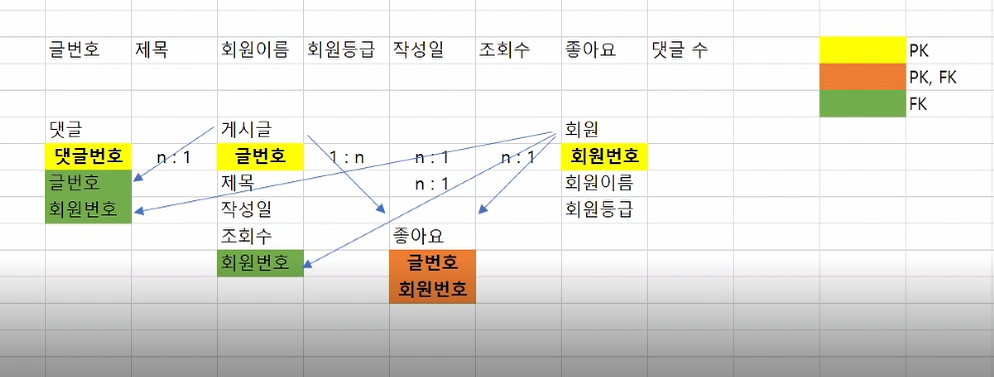 글번호 제목 회원이름 회원등급 작성일 조회수 좋아요 댓글 수 PK
PK, FK
FK
댓글 게시글 회원
댓글번호 n : 1 글번호 1 : n n : 1 n : 1 회원번호
글번호 제목 n : 1 회원이름
회원번호 작성일 회원등급
조회수 좋아요
회원번호 글번호
회원번호